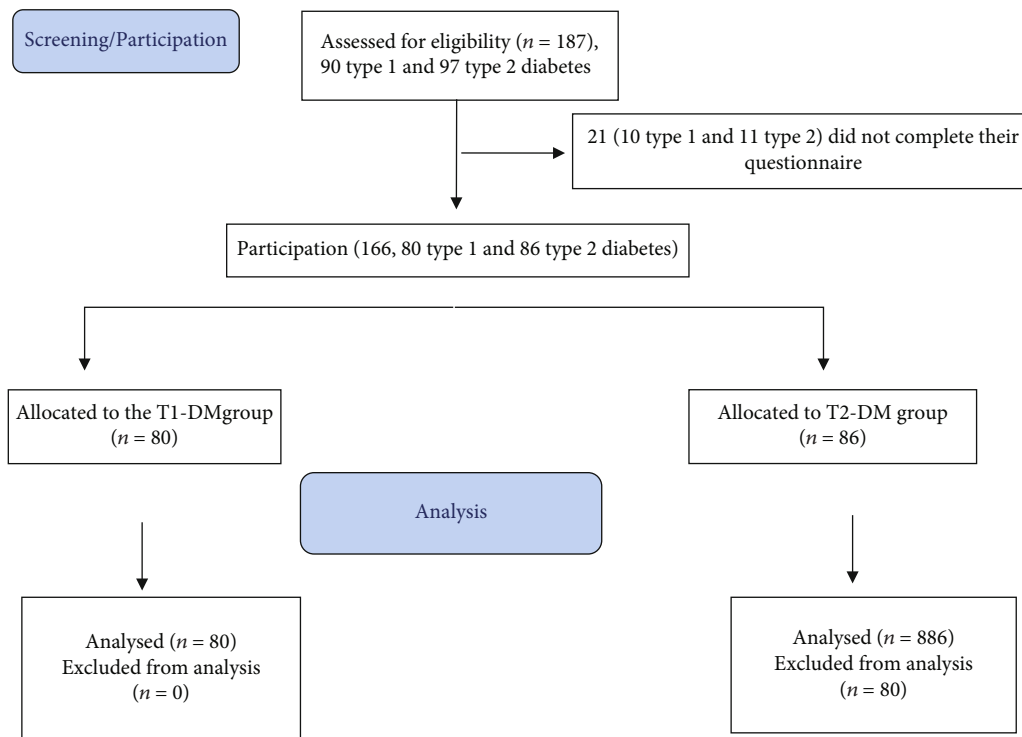 Screening/Participation
Assessed for eligibility (n = 187),
90 type 1 and 97 type 2 diabetes
21 (10 type 1 and 11 type 2) did not complete their
questionnaire
Participation (166, 80 type 1 and 86 type 2 diabetes)
Allocated to the T1-DMgroup
(n = 80)
Allocated to T2-DM group
(n = 86)
Analysis
Analysed (n = 80)
Excluded from analysis
(n = 0)
Analysed (n = 886)
Excluded from analysis
(n = 80)